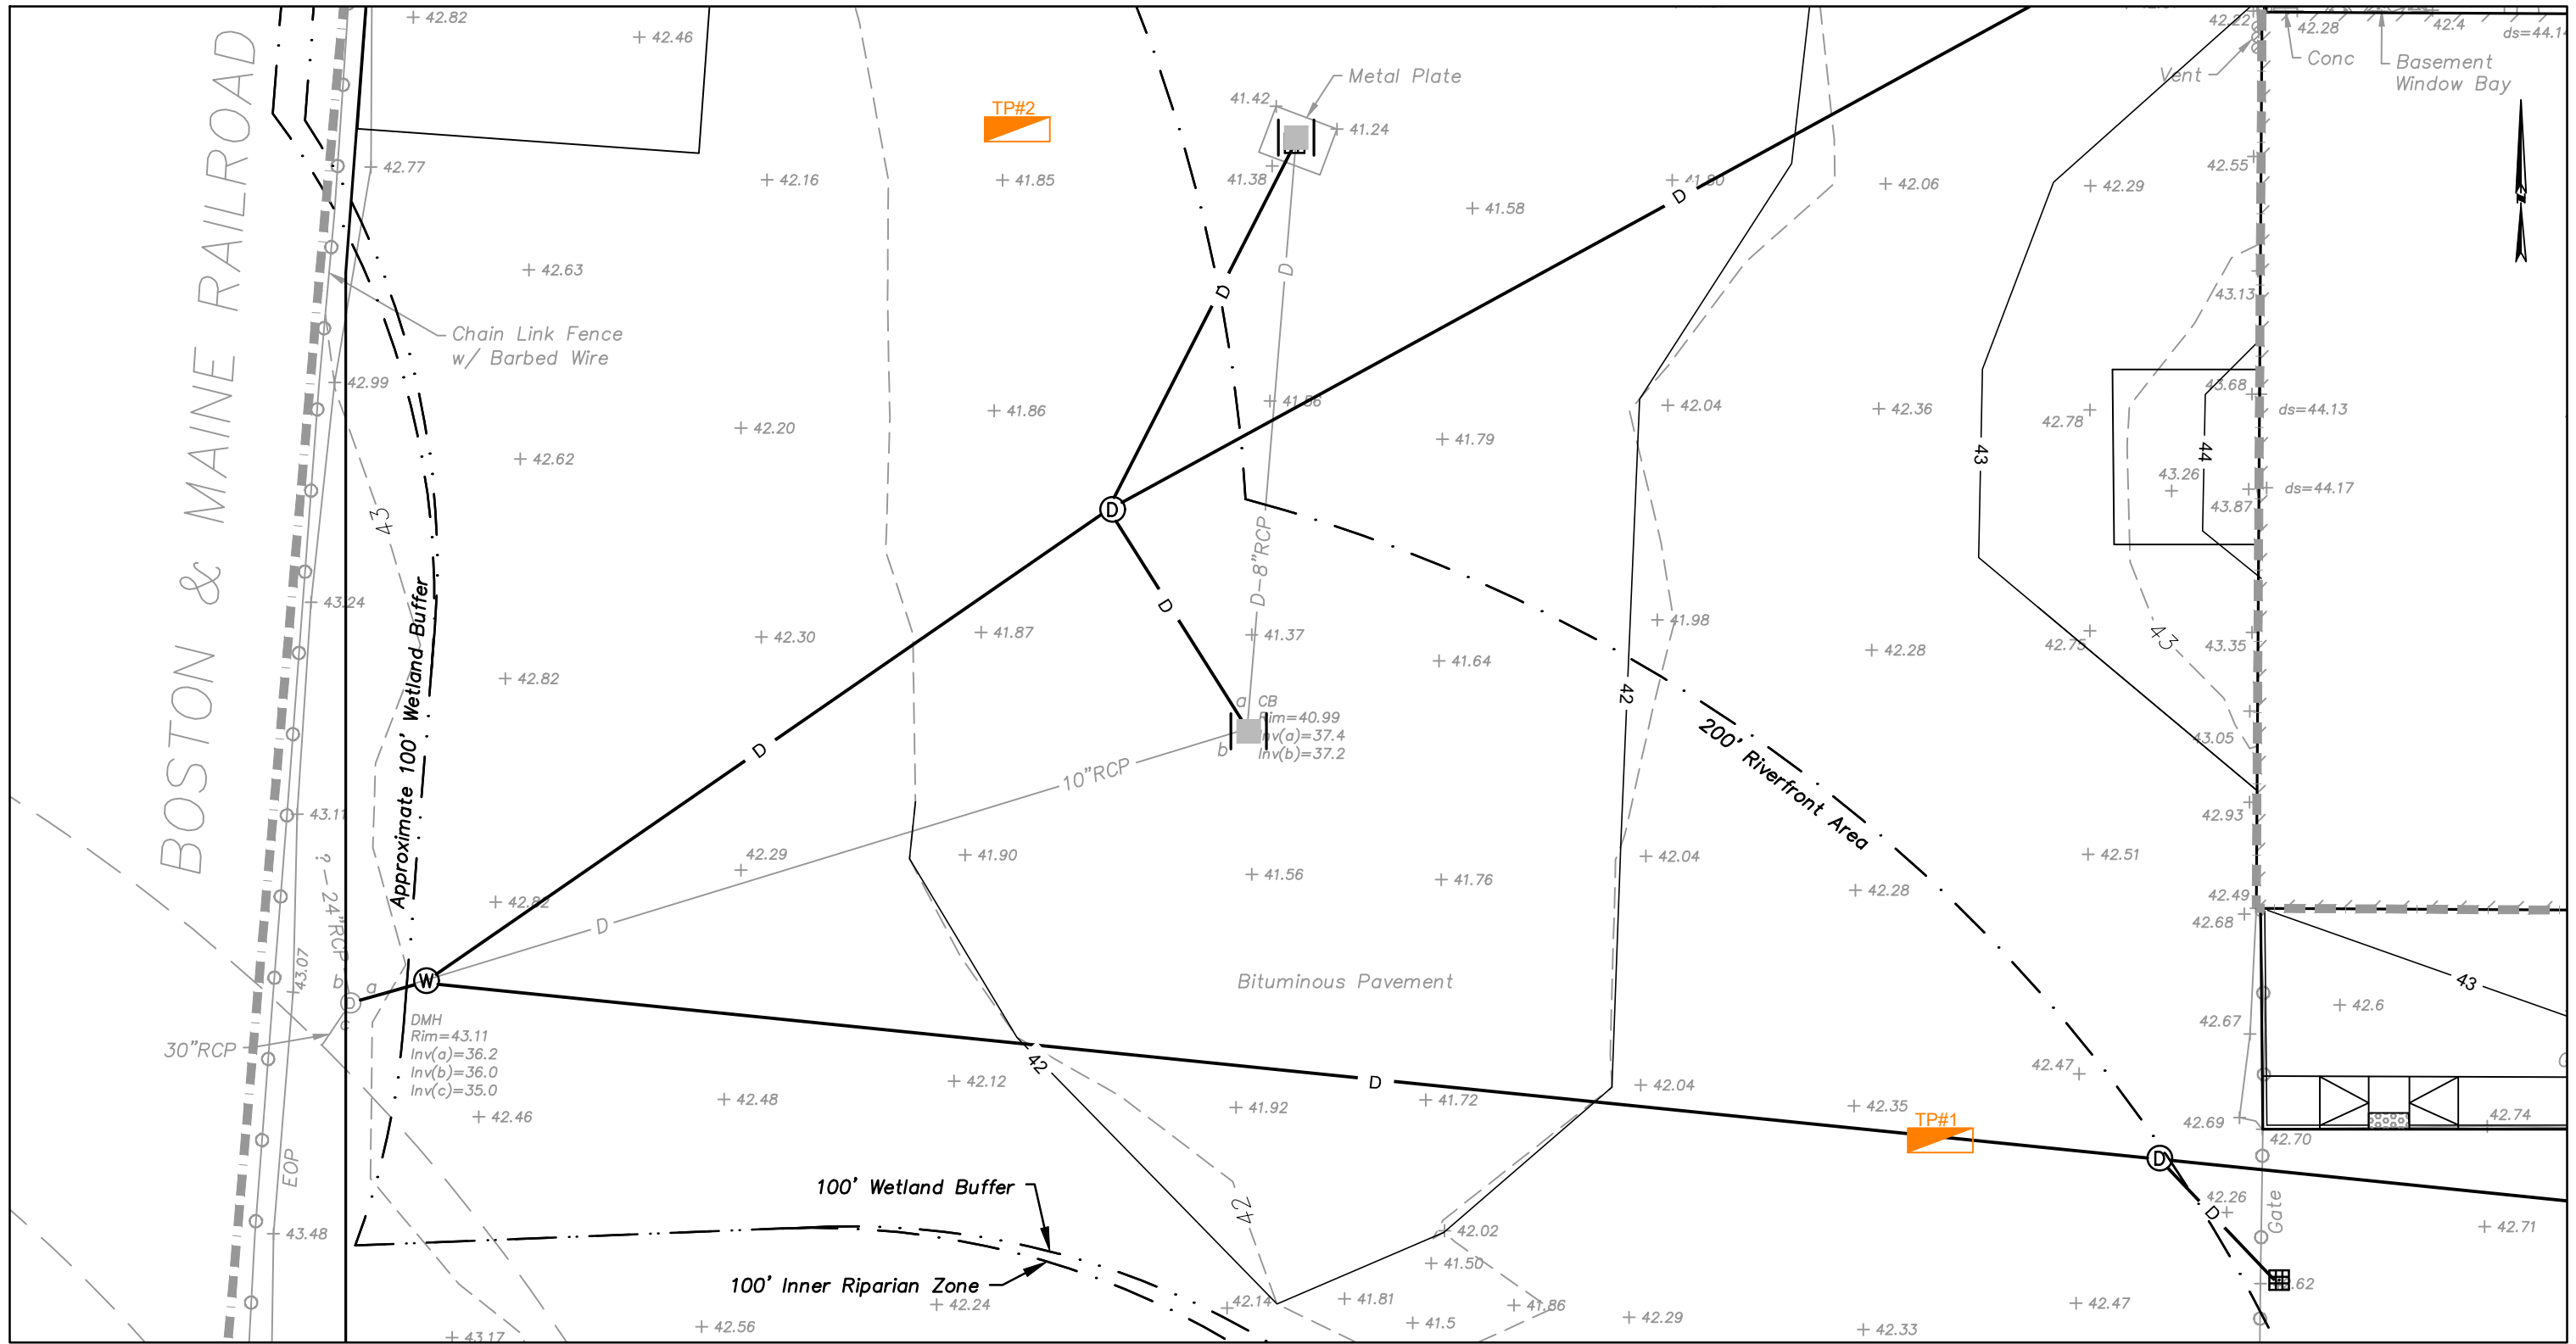 42.82
42.46
42.22
42.28
42.4
ds=44.14
Vent
Conc
Basement
Window Bay
Metal Plate
TP#2
41.42
41.24
41.38
42.77
42.16
41.85
41.58
41.80
42.06
42.29
42.55
D
N
BOSTON & MAINE RAILROAD
42.63
D
D
43.13
Chain Link Fence
w/ Barbed Wire
42.99
42.20
41.86
41.86
41.79
42.04
42.36
42.78
43.68
ds=44.13
42.62
43
43
44
43.26
43.87
ds=44.17
D
D-8"RCP
43.24
Approximate 100' Wetland Buffer
42.30
41.87
D
41.37
41.64
41.98
42.28
42.75
43
43.35
42.82
42
a CB
Rim=40.99
Inv(a)=37.4
b Inv(b)=37.2
D
10"RCP
200' Riverfront Area
43.05
43.11
42.93
42.29
41.90
41.56
41.76
42.04
42.28
42.51
42.49
42.68
? 24"RCP
42.82
D
43.07
b a
W
D
c
Bituminous Pavement
43
42.6
42.67
30"RCP
DMH
Rim=43.11
Inv(a)=36.2
Inv(b)=36.0
Inv(c)=35.0
42
42.12
D
42.04
42.47
42.46
42.48
41.92
41.72
42.35
TP#1
42.69
42.70
42.74
EOP
D
100' Wetland Buffer
42
42.26
D
Gate
42.71
43.48
42.02
41.50
100' Inner Riparian Zone
42.24
42.14
41.81
41.86
42.29
42.47
.62
43.17
42.56
41.5
42.33